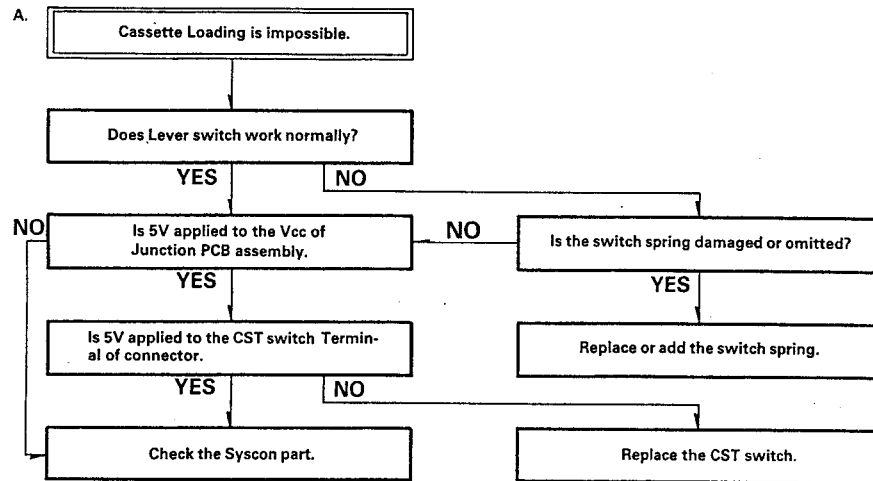 A.
Cassette Loading is impossible.
Does Lever switch work normally?
YES
NO
NO
Is 5V applied to the Vcc of
Junction PCB assembly.
NO
Is the switch spring damaged or omitted?
YES
YES
Is 5V applied to the CST switch Termin-
al of connector.
Replace or add the switch spring.
YES
NO
Check the Syscon part.
Replace the CST switch.